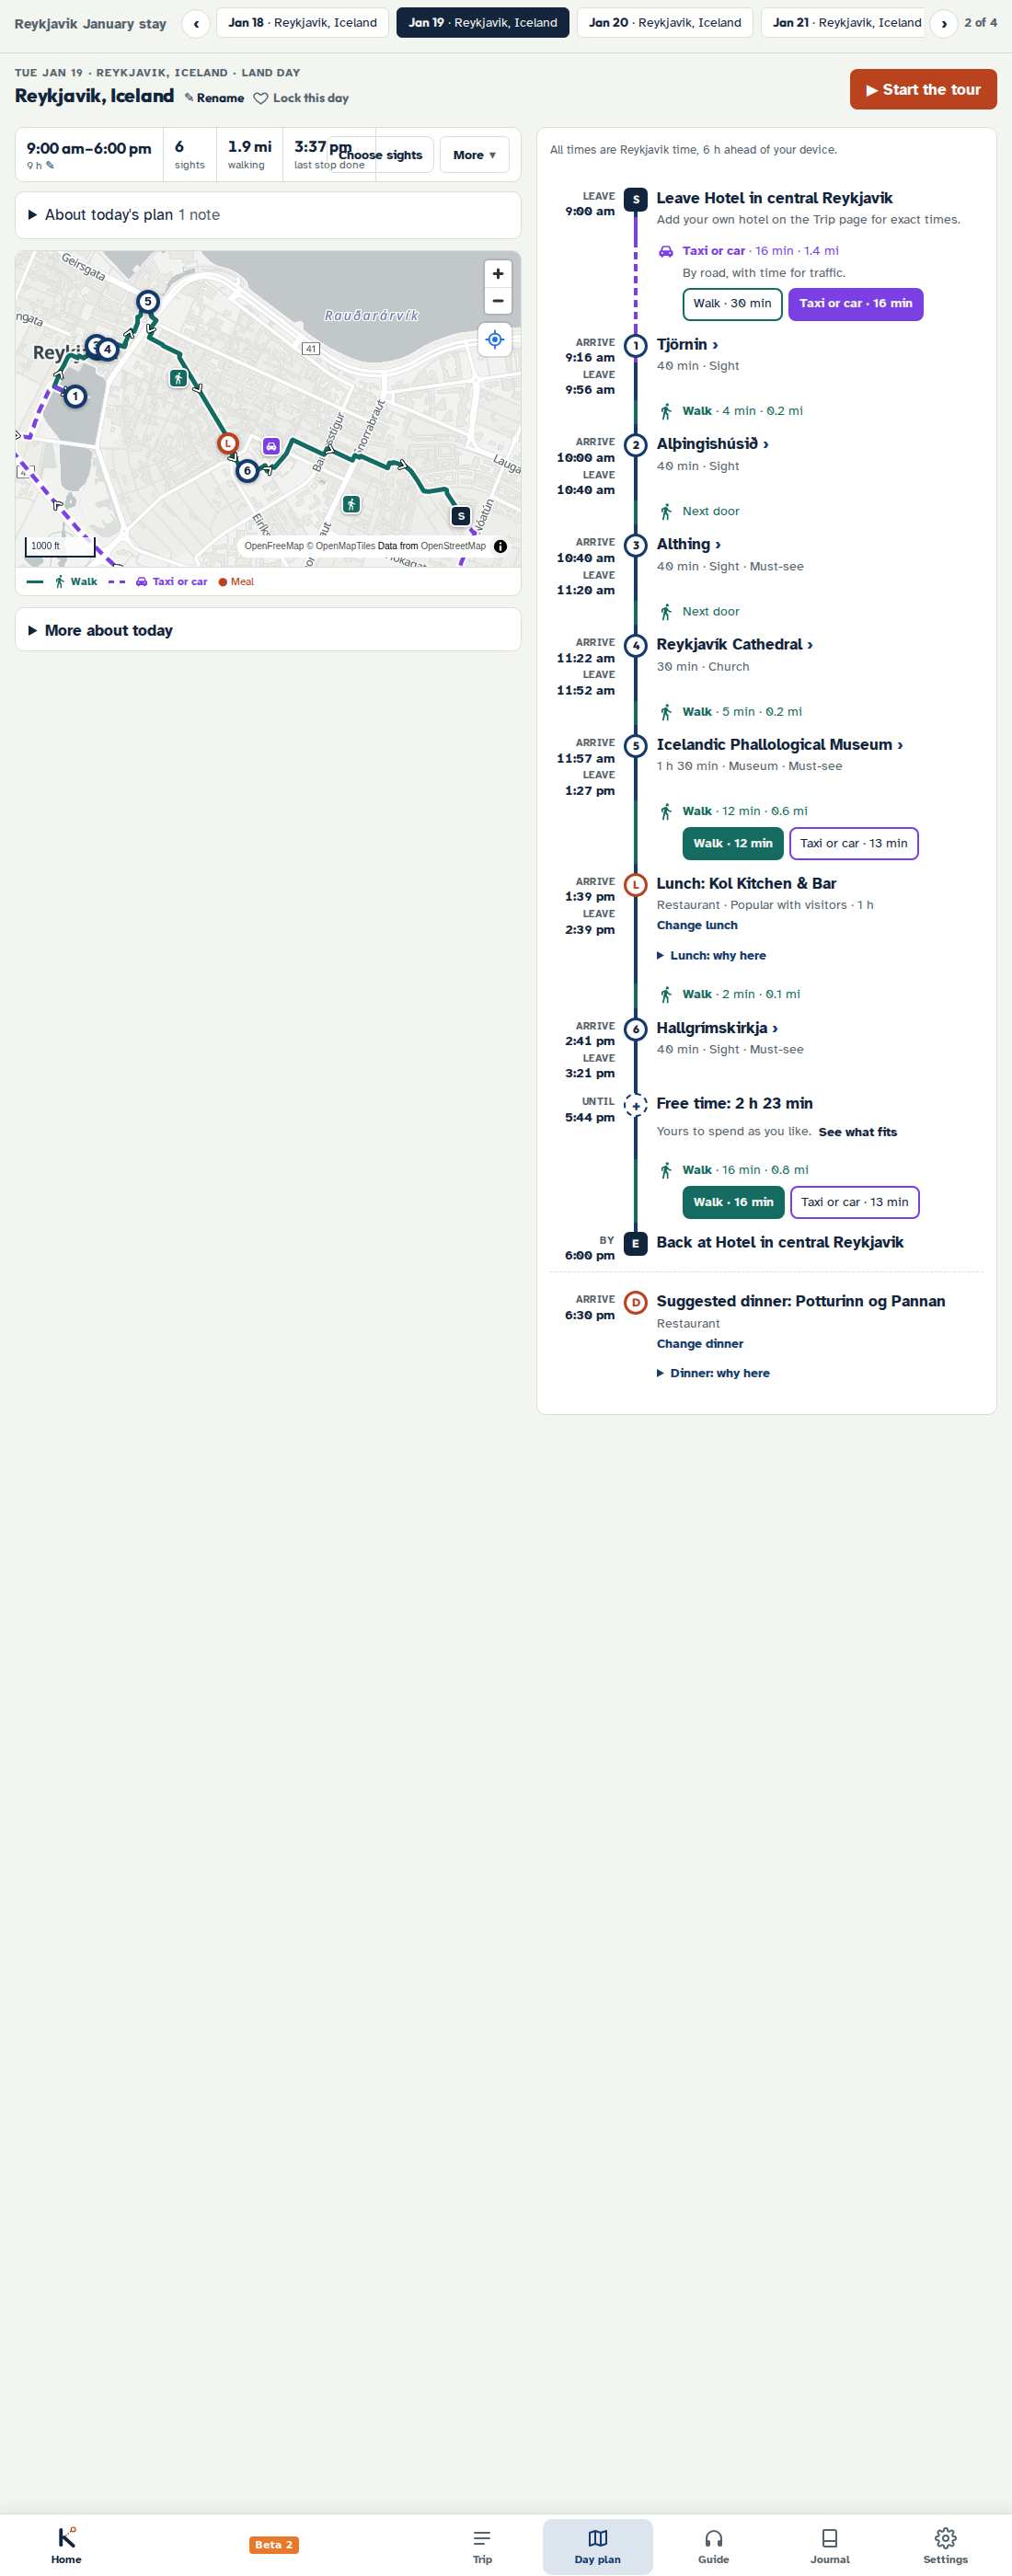 Reykjavik January stay
‹
Jan 18 · Reykjavik, Iceland
Jan 19 · Reykjavik, Iceland
Jan 20 · Reykjavik, Iceland
Jan 21 · Reykjavik, Iceland
›
2 of 4
TUE JAN 19 · REYKJAVIK, ICELAND · LAND DAY
Reykjavik, Iceland
✎ Rename
Lock this day
▶ Start the tour
9:00 am–6:00 pm
9 h ✎
6
sights
1.9 mi
walking
3:37 pm
last stop done
Choose sights
More ▼
▶ About today's plan 1 note
Geirsgata
Rauðarárvík
41
5
4
1
L
6
S
+
−
1000 ft
OpenFreeMap © OpenMapTiles Data from OpenStreetMap
Walk
Taxi or car
Meal
▶ More about today
All times are Reykjavik time, 6 h ahead of your device.
LEAVE
9:00 am
S
Leave Hotel in central Reykjavik
Add your own hotel on the Trip page for exact times.
Taxi or car · 16 min · 1.4 mi
By road, with time for traffic.
Walk · 30 min
Taxi or car · 16 min
ARRIVE
9:16 am
LEAVE
9:56 am
1
Tjörnin ›
40 min · Sight
Walk · 4 min · 0.2 mi
ARRIVE
10:00 am
LEAVE
10:40 am
2
Alþingishúsið ›
40 min · Sight
Next door
ARRIVE
10:40 am
LEAVE
11:20 am
3
Althing ›
40 min · Sight · Must-see
Next door
ARRIVE
11:22 am
LEAVE
11:52 am
4
Reykjavík Cathedral ›
30 min · Church
Walk · 5 min · 0.2 mi
ARRIVE
11:57 am
LEAVE
1:27 pm
5
Icelandic Phallological Museum ›
1 h 30 min · Museum · Must-see
Walk · 12 min · 0.6 mi
Walk · 12 min
Taxi or car · 13 min
ARRIVE
1:39 pm
LEAVE
2:39 pm
L
Lunch: Kol Kitchen & Bar
Restaurant · Popular with visitors · 1 h
Change lunch
▶ Lunch: why here
Walk · 2 min · 0.1 mi
ARRIVE
2:41 pm
LEAVE
3:21 pm
6
Hallgrímskirkja ›
40 min · Sight · Must-see
UNTIL
5:44 pm
+
Free time: 2 h 23 min
Yours to spend as you like. See what fits
Walk · 16 min · 0.8 mi
Walk · 16 min
Taxi or car · 13 min
BY
6:00 pm
E
Back at Hotel in central Reykjavik
ARRIVE
6:30 pm
D
Suggested dinner: Potturinn og Pannan
Restaurant
Change dinner
▶ Dinner: why here
Home
Beta 2
Trip
Day plan
Guide
Journal
Settings